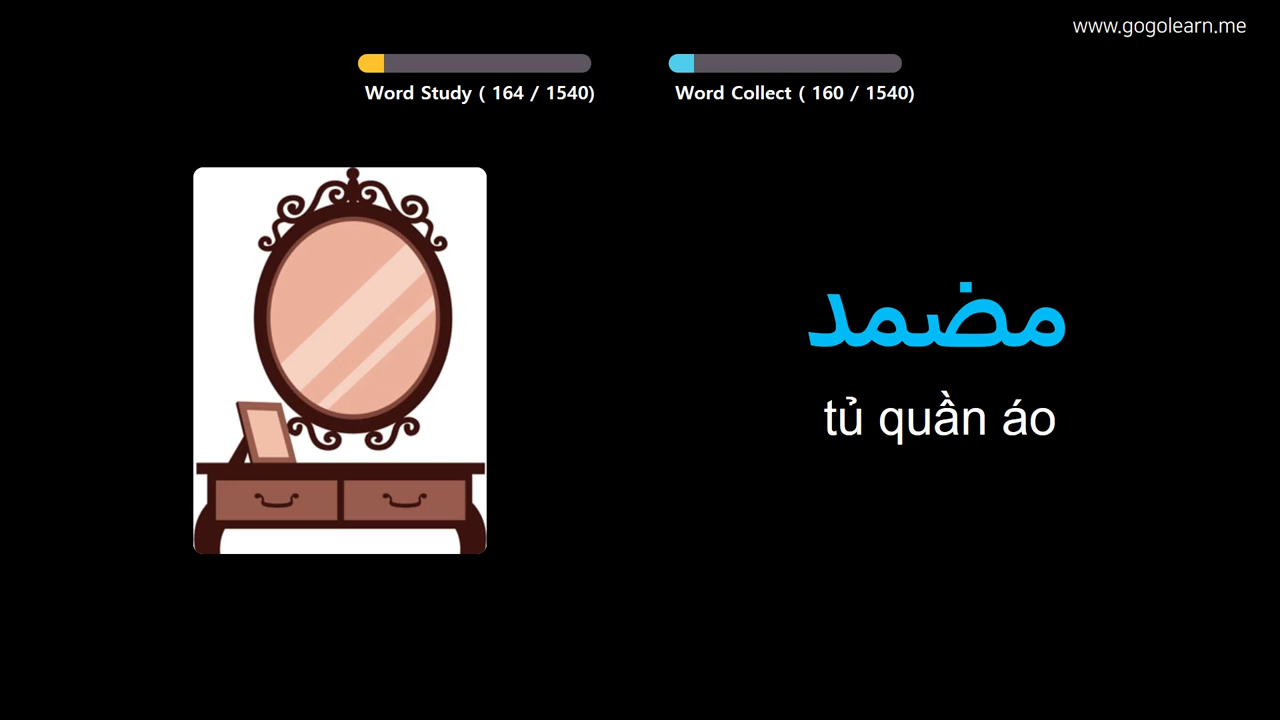 www.gogolearn.me
Word Study ( 164 / 1540)
Word Collect ( 160 / 1540)
مضمد
tủ quần áo